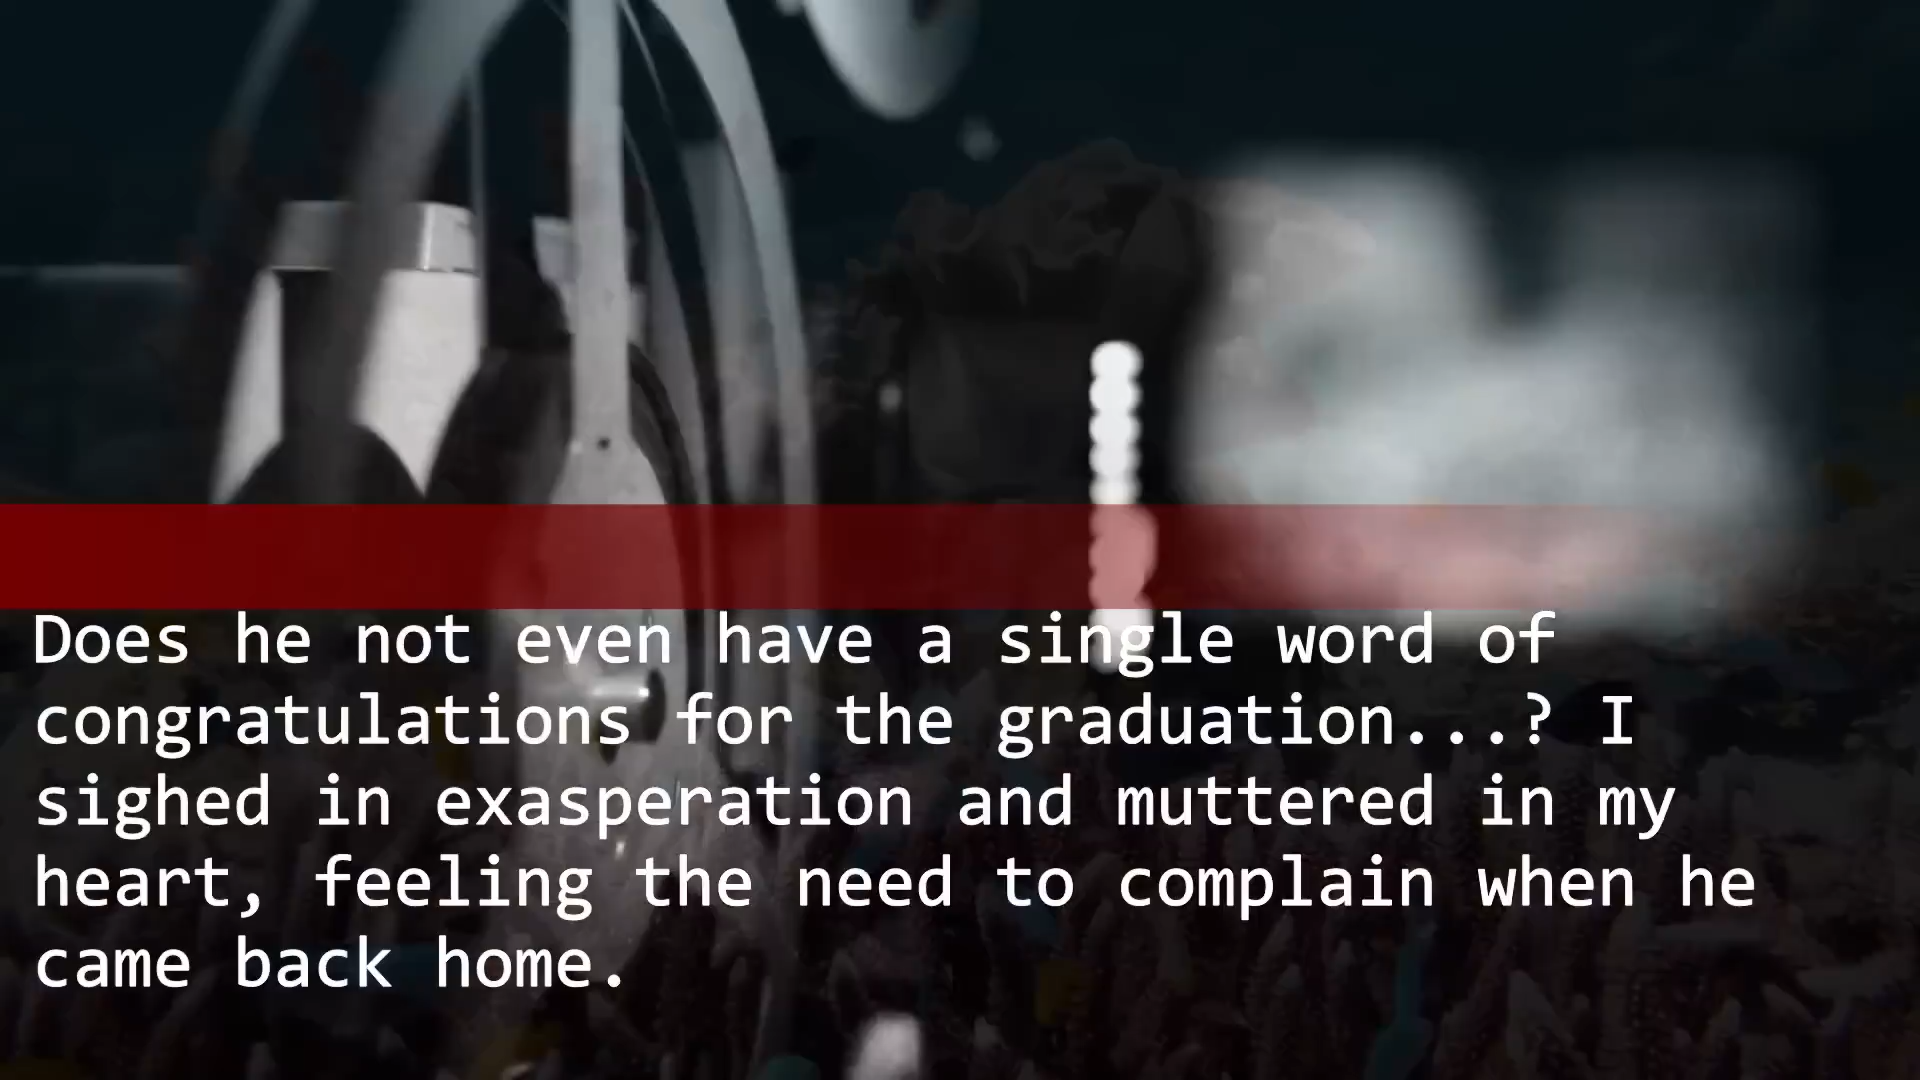 Does he not even have a single word of
congratulations for the graduation...? I
sighed in exasperation and muttered in my
heart, feeling the need to complain when he
came back home.